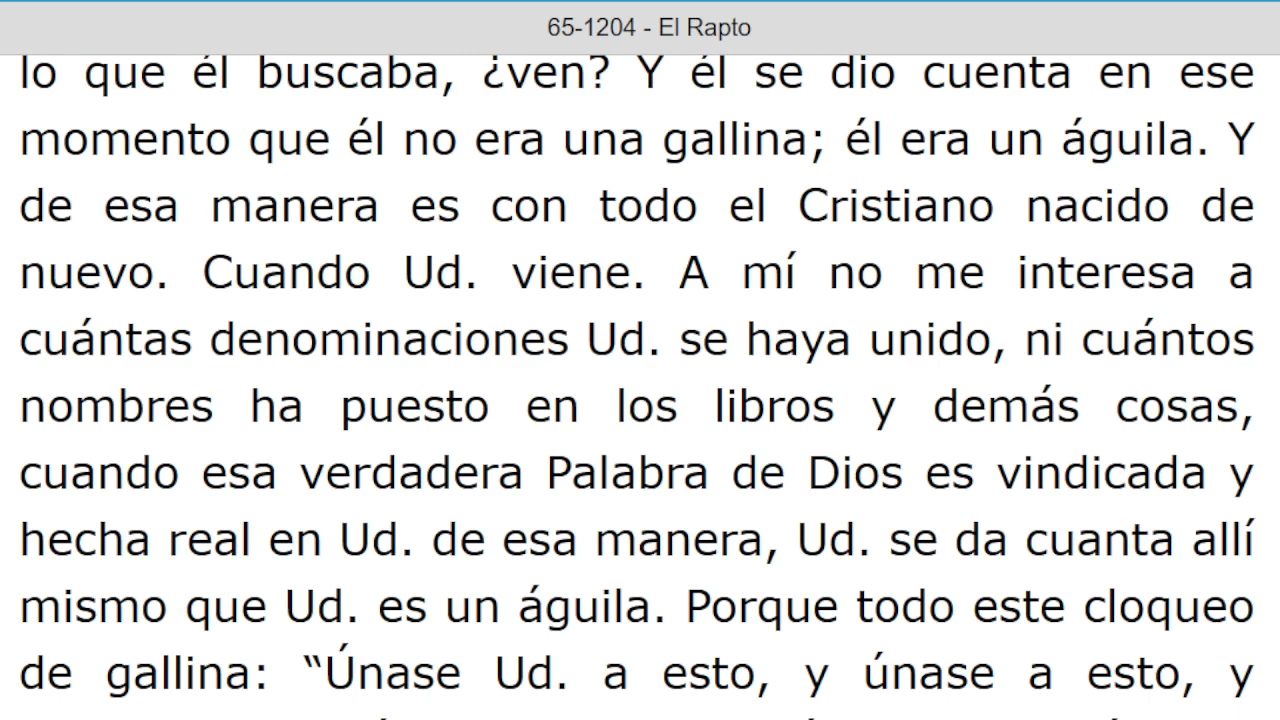 65-1204 - El Rapto
lo que él buscaba, ¿ven? Y él se dio cuenta en ese
momento que él no era una gallina; él era un águila. Y
de esa manera es con todo el Cristiano nacido de
nuevo. Cuando Ud. viene. A mí no me interesa a
cuántas denominaciones Ud. se haya unido, ni cuántos
nombres ha puesto en los libros y demás cosas,
cuando esa verdadera Palabra de Dios es vindicada y
hecha real en Ud. de esa manera, Ud. se da cuanta allí
mismo que Ud. es un águila. Porque todo este cloqueo
de gallina: “Únase Ud. a esto, y únase a esto, y